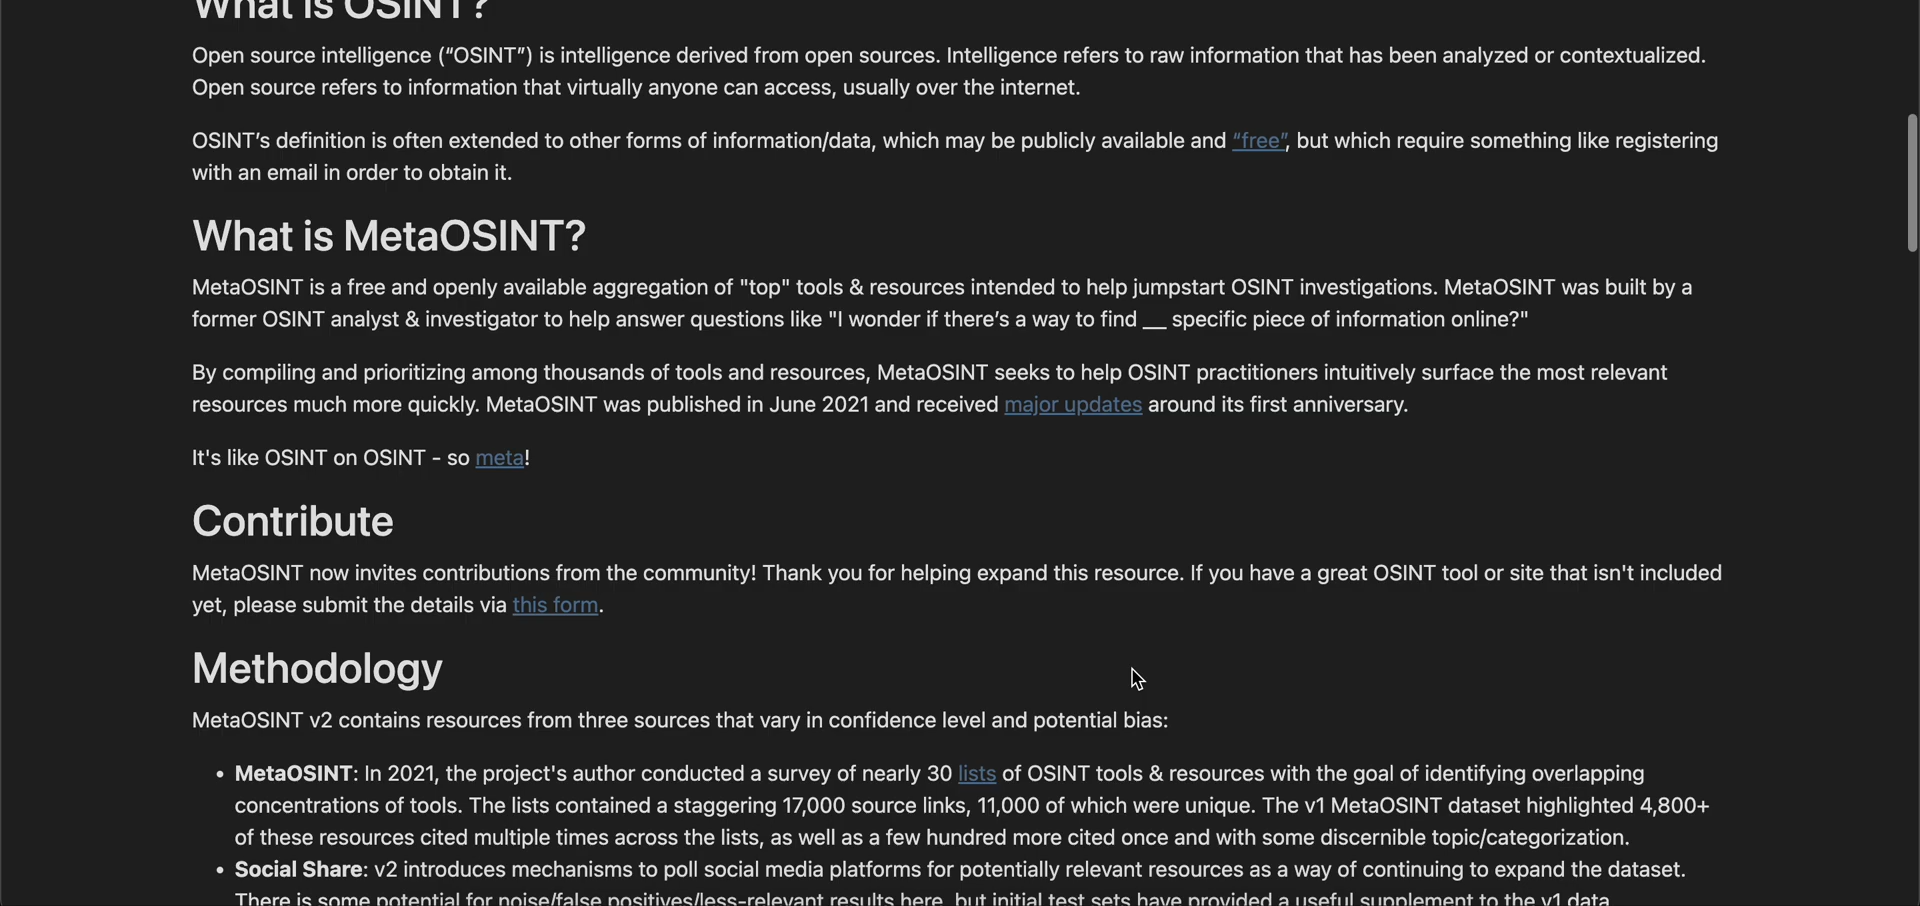 What is OSINT?
Open source intelligence (“OSINT”) is intelligence derived from open sources. Intelligence refers to raw information that has been analyzed or contextualized.
Open source refers to information that virtually anyone can access, usually over the internet.
OSINT’s definition is often extended to other forms of information/data, which may be publicly available and “free”, but which require something like registering
with an email in order to obtain it.
What is MetaOSINT?
MetaOSINT is a free and openly available aggregation of "top" tools & resources intended to help jumpstart OSINT investigations. MetaOSINT was built by a
former OSINT analyst & investigator to help answer questions like "I wonder if there’s a way to find __ specific piece of information online?"
By compiling and prioritizing among thousands of tools and resources, MetaOSINT seeks to help OSINT practitioners intuitively surface the most relevant
resources much more quickly. MetaOSINT was published in June 2021 and received major updates around its first anniversary.
It's like OSINT on OSINT - so meta!
Contribute
MetaOSINT now invites contributions from the community! Thank you for helping expand this resource. If you have a great OSINT tool or site that isn't included
yet, please submit the details via this form.
Methodology
MetaOSINT v2 contains resources from three sources that vary in confidence level and potential bias:
• MetaOSINT: In 2021, the project's author conducted a survey of nearly 30 lists of OSINT tools & resources with the goal of identifying overlapping
concentrations of tools. The lists contained a staggering 17,000 source links, 11,000 of which were unique. The v1 MetaOSINT dataset highlighted 4,800+
of these resources cited multiple times across the lists, as well as a few hundred more cited once and with some discernible topic/categorization.
• Social Share: v2 introduces mechanisms to poll social media platforms for potentially relevant resources as a way of continuing to expand the dataset.
There is some potential for noise/false positives/less-relevant results here, but initial test sets have provided a useful supplement to the v1 data.